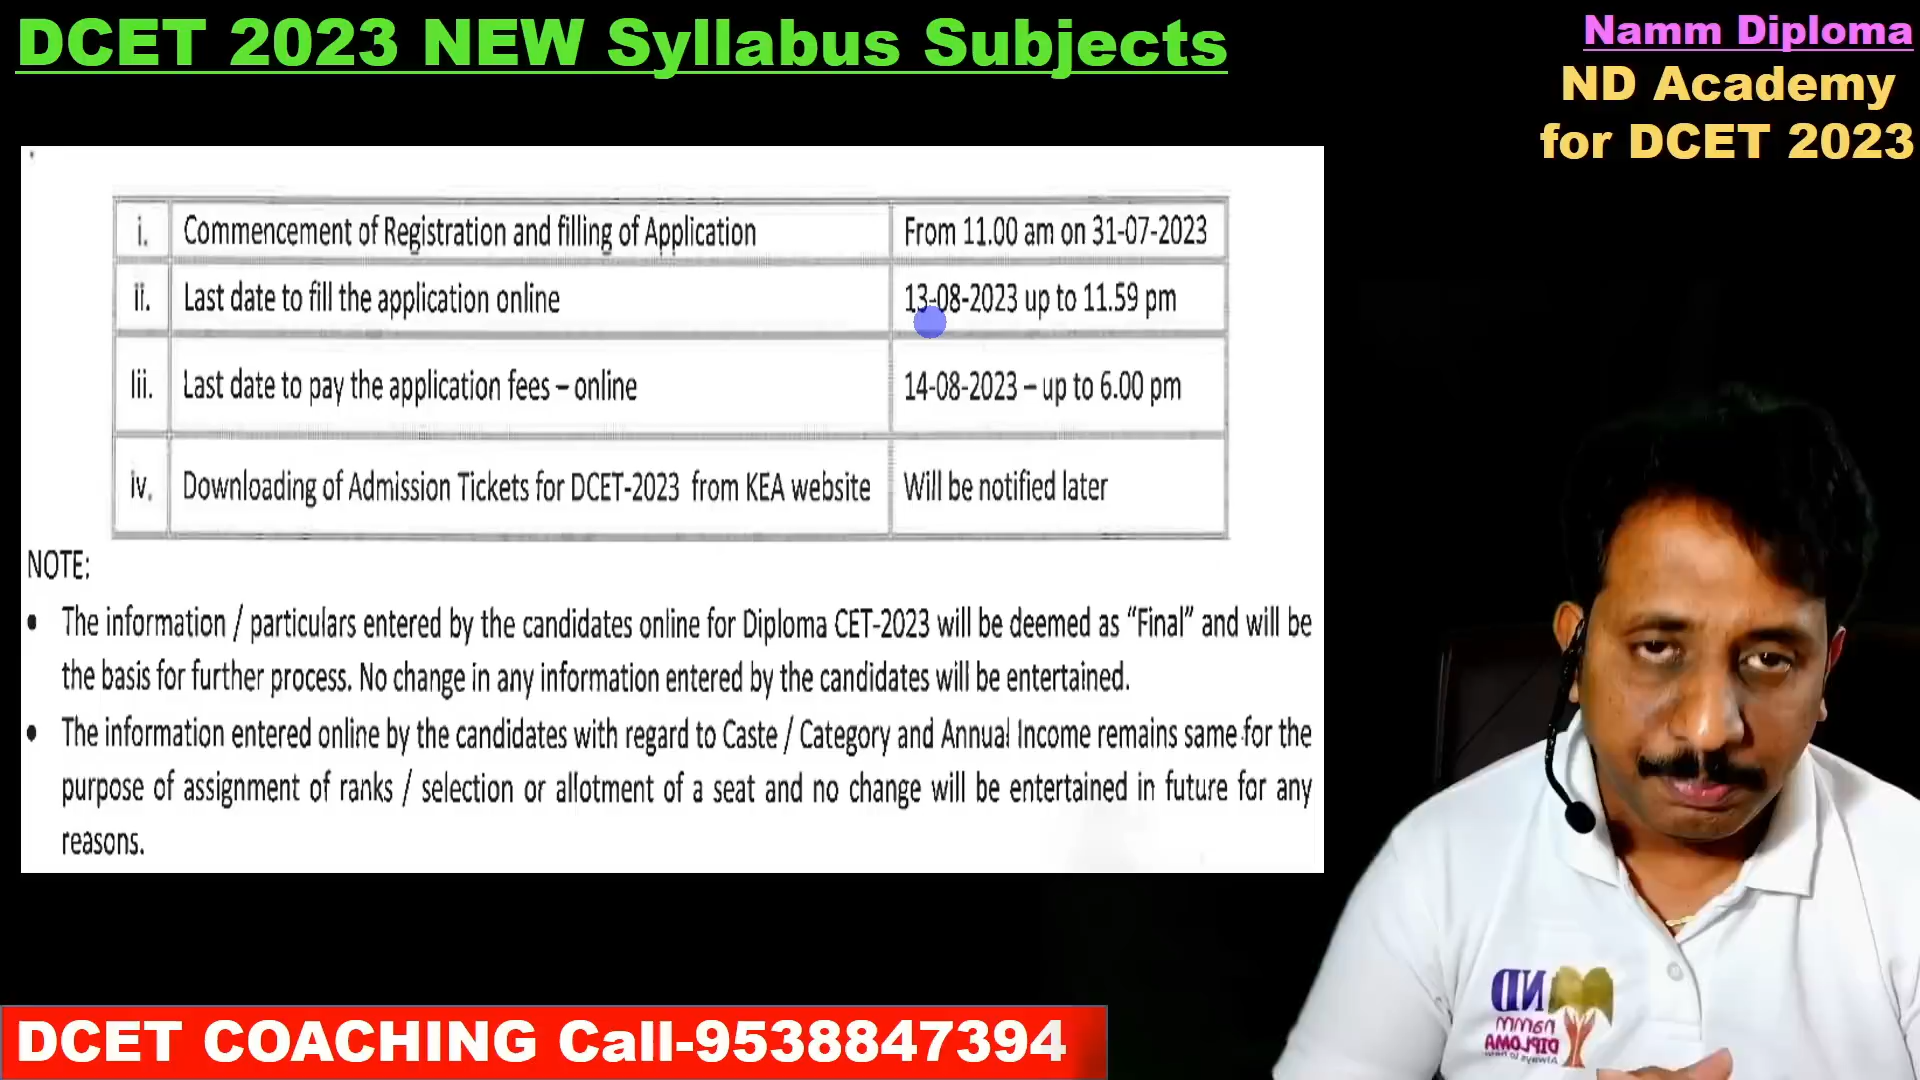 DCET 2023 NEW Syllabus Subjects
Namm Diploma
ND Academy
for DCET 2023
i. Commencement of Registration and filling of Application From 11.00 am on 31-07-2023
ii. Last date to fill the application online 13-08-2023 up to 11.59 pm
Iii. Last date to pay the application fees – online 14-08-2023 – up to 6.00 pm
iv. Downloading of Admission Tickets for DCET-2023 from KEA website Will be notified later
NOTE:
• The information / particulars entered by the candidates online for Diploma CET-2023 will be deemed as “Final” and will be
the basis for further process. No change in any information entered by the candidates will be entertained.
• The information entered online by the candidates with regard to Caste / Category and Annual Income remains same for the
purpose of assignment of ranks / selection or allotment of a seat and no change will be entertained in future for any
reasons.
ND
namm
DIPLOMA
DCET COACHING Call-9538847394